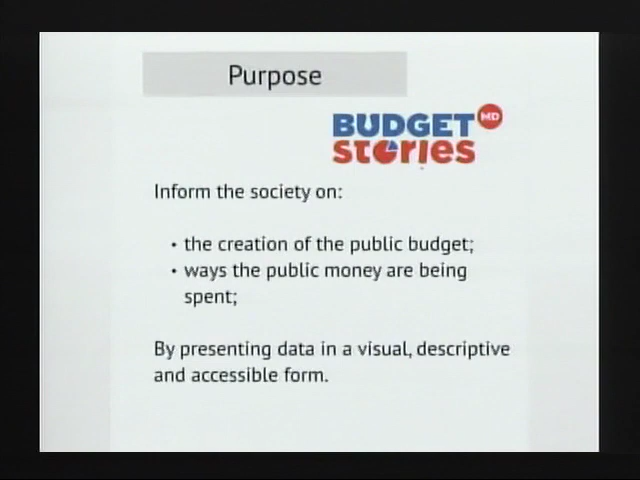 Purpose
BUDGET MD
stories
Inform the society on:
• the creation of the public budget;
• ways the public money are being
spent;
By presenting data in a visual, descriptive
and accessible form.